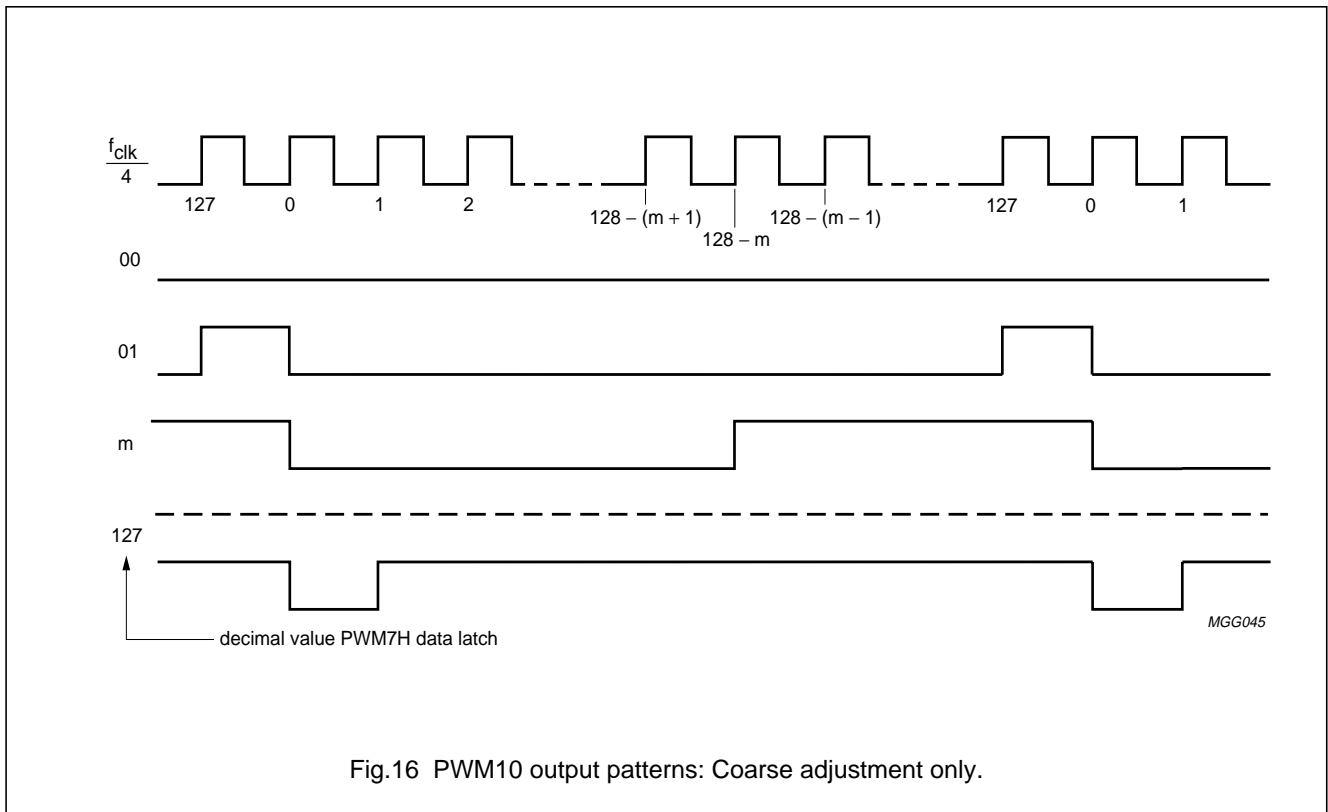 fclk
4
127 0 1 2 128 – (m + 1) 128 – (m – 1) 127 0 1
128 – m
00
01
m
127
decimal value PWM7H data latch
MGG045
Fig.16 PWM10 output patterns: Coarse adjustment only.